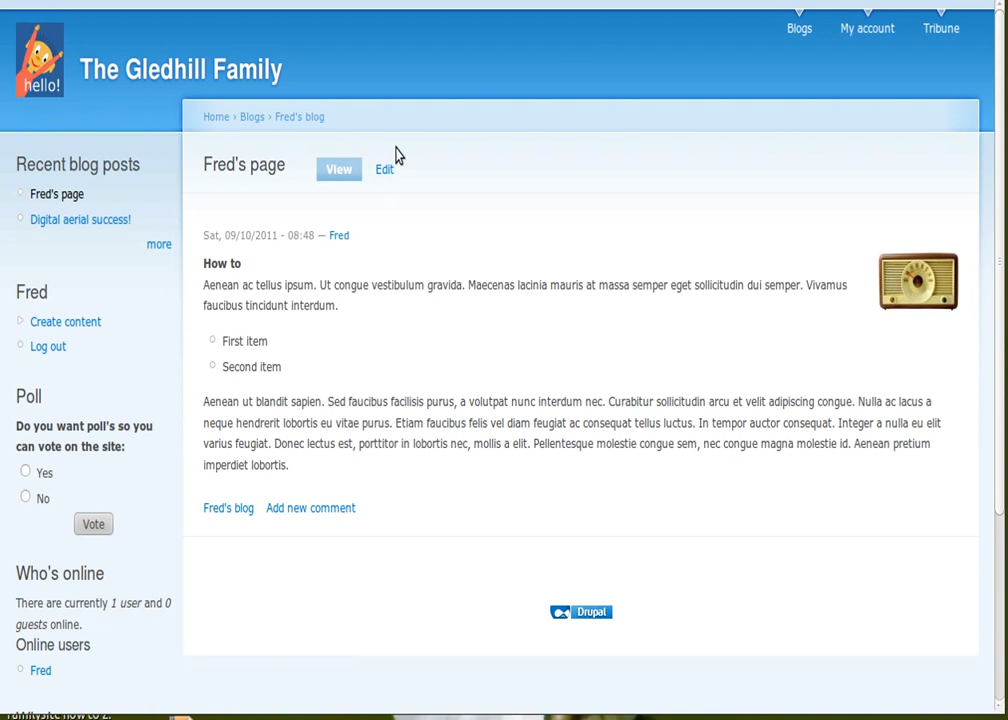 Blogs
My account
Tribune
hello!
The Gledhill Family
Home › Blogs › Fred's blog
Recent blog posts
Fred's page
Digital aerial success!
more
Fred
Create content
Log out
Poll
Do you want poll's so you
can vote on the site:
Yes
No
Vote
Who's online
There are currently 1 user and 0
guests online.
Online users
Fred
Fred's page
View
Edit
Sat, 09/10/2011 - 08:48 — Fred
How to
Aenean ac tellus ipsum. Ut congue vestibulum gravida. Maecenas lacinia mauris at massa semper eget sollicitudin dui semper. Vivamus
faucibus tincidunt interdum.
First item
Second item
Aenean ut blandit sapien. Sed faucibus facilisis purus, a volutpat nunc interdum nec. Curabitur sollicitudin arcu et velit adipiscing congue. Nulla ac lacus a
neque hendrerit lobortis eu vitae purus. Etiam faucibus felis vel diam feugiat ac consequat tellus luctus. In tempor auctor consequat. Integer a nulla eu elit
varius feugiat. Donec lectus est, porttitor in lobortis nec, mollis a elit. Pellentesque molestie congue sem, nec congue magna molestie id. Aenean pretium
imperdiet lobortis.
Fred's blog
Add new comment
Drupal